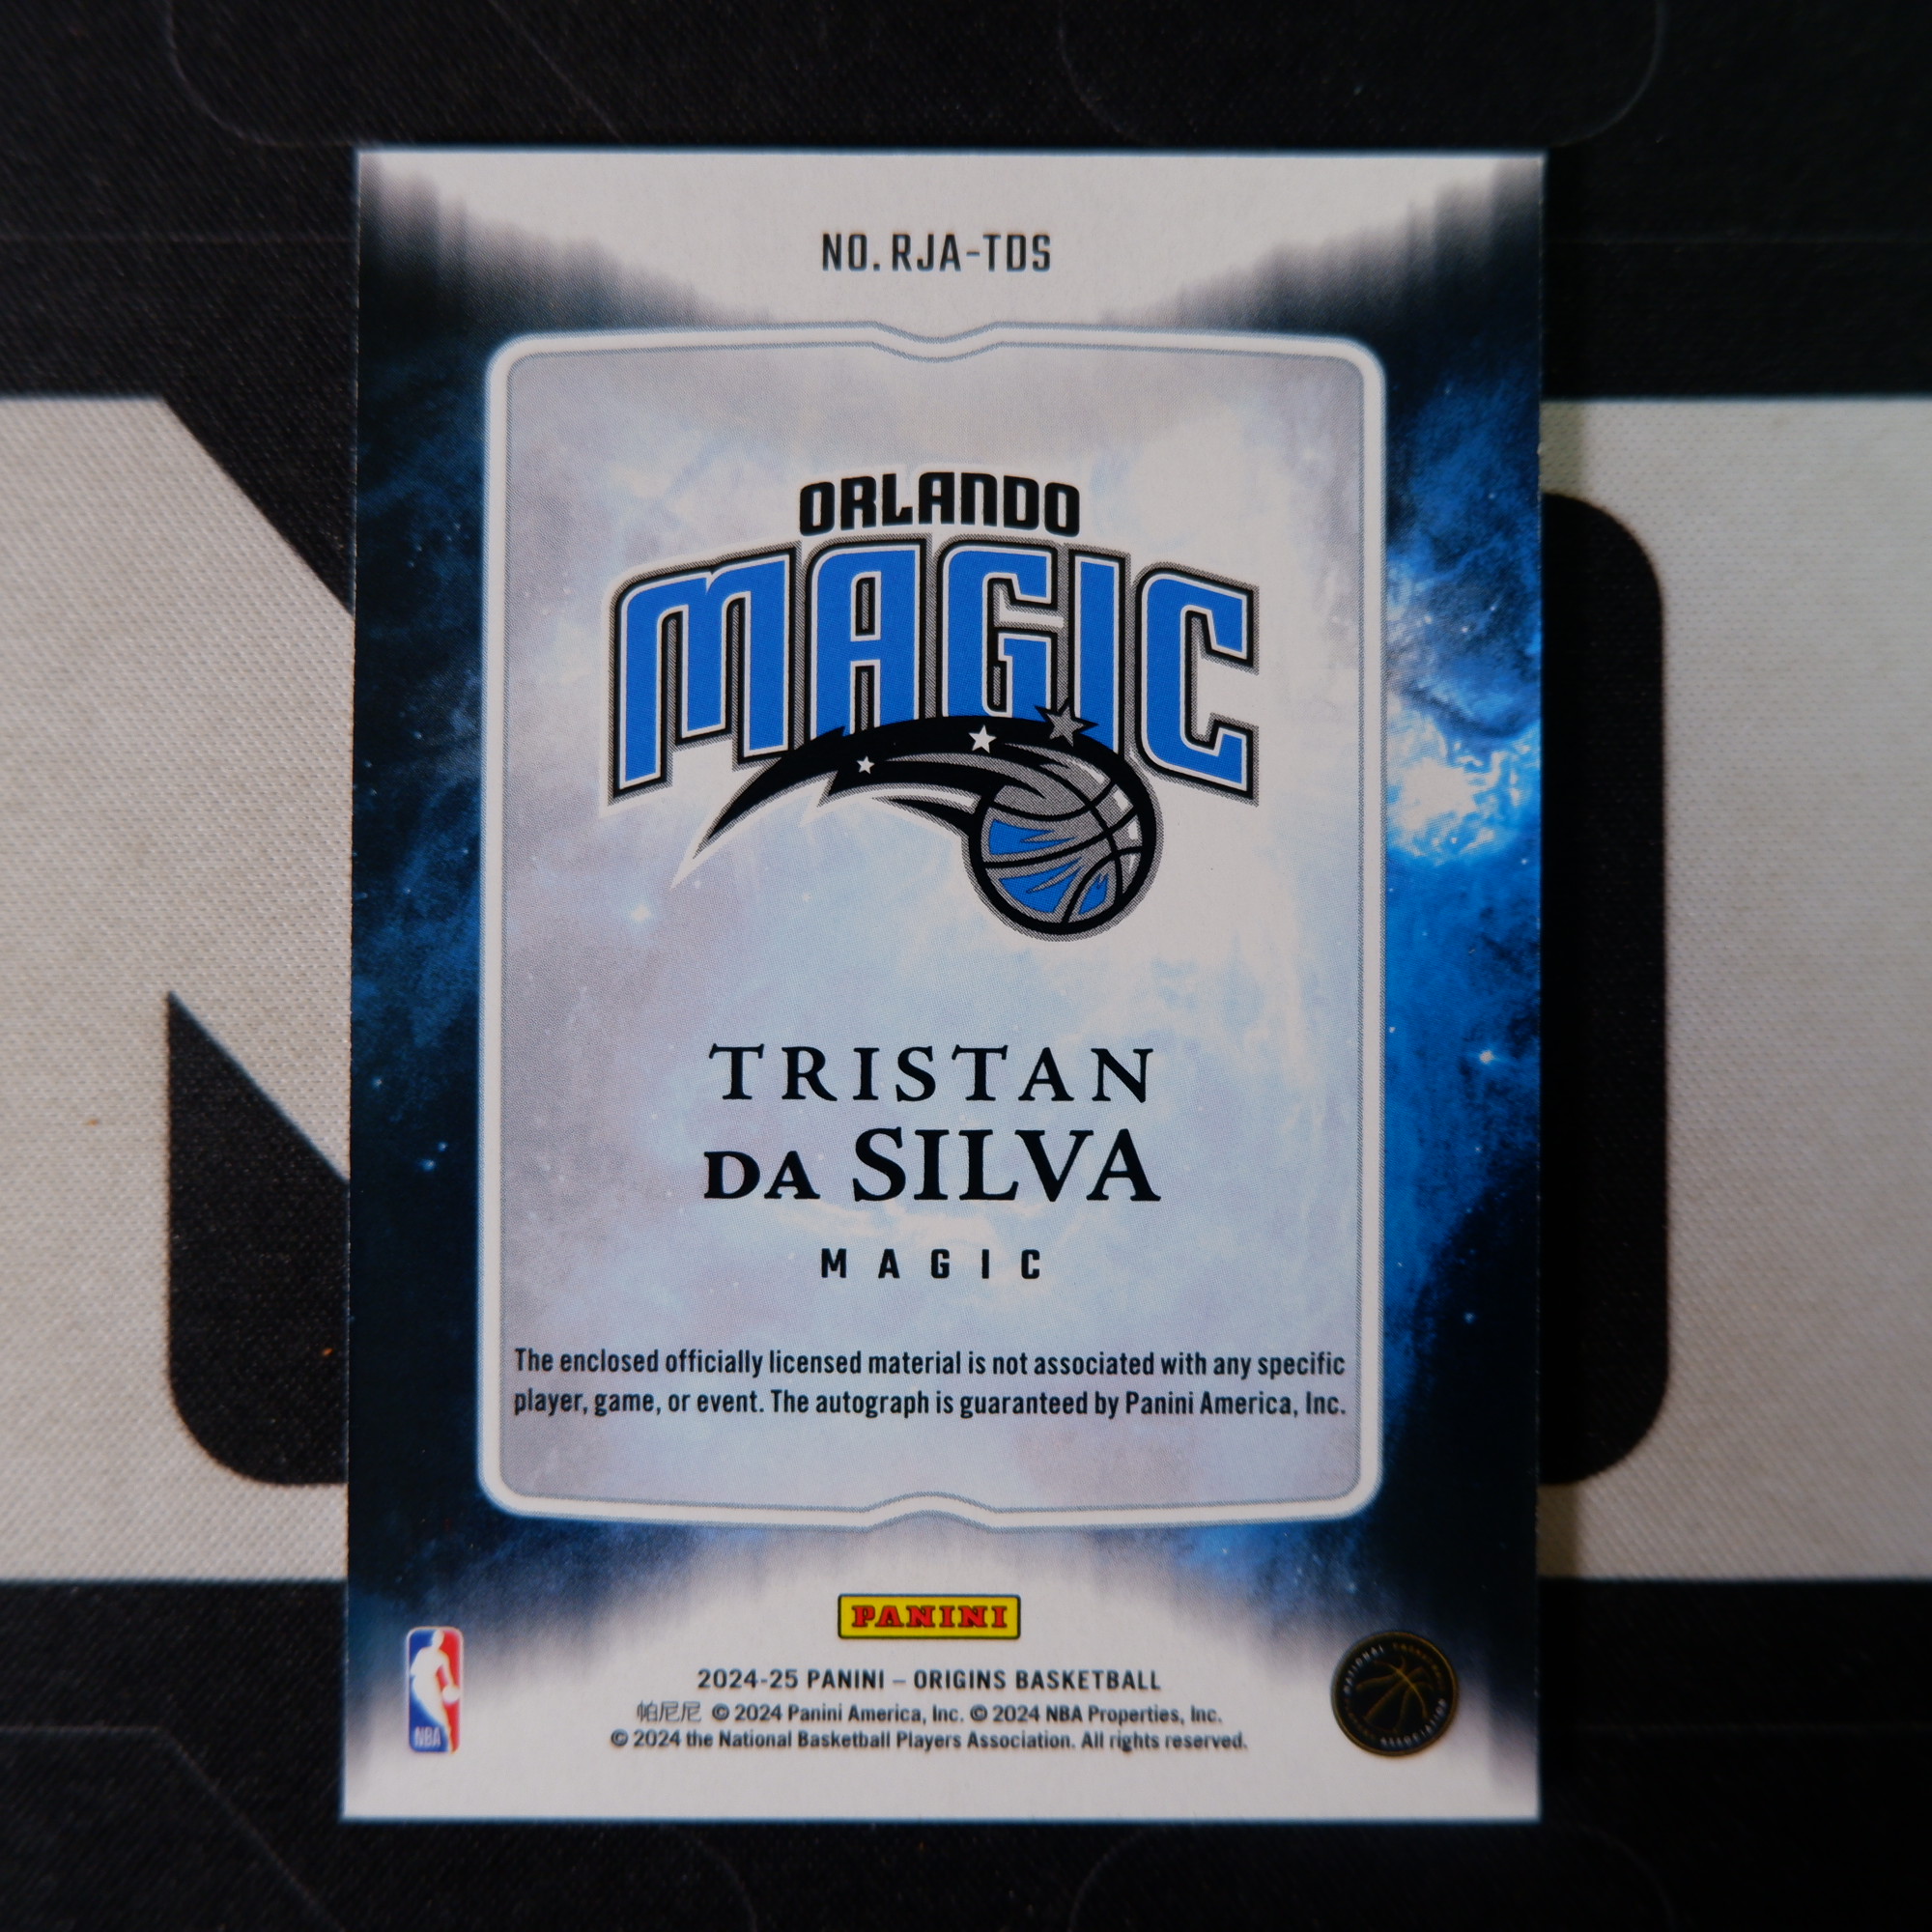 NO. RJA-TDS
ORLANDO
MAGIC
TRISTAN
DA SILVA
MAGIC
The enclosed officially licensed material is not associated with any specific
player, game, or event. The autograph is guaranteed by Panini America, Inc.
PANINI
2024-25 PANINI – ORIGINS BASKETBALL
帕尼尼 © 2024 Panini America, Inc. © 2024 NBA Properties, Inc.
© 2024 the National Basketball Players Association. All rights reserved.
NBA